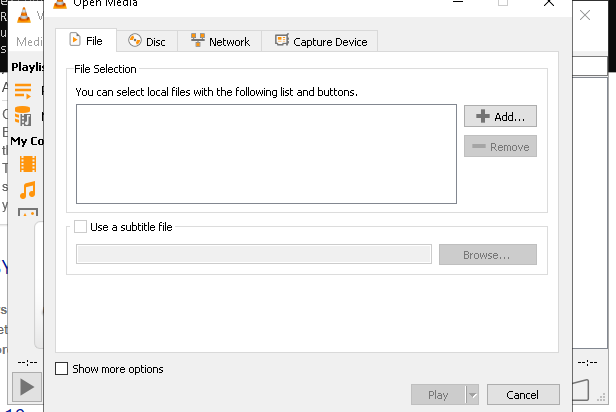 Open Media
Medi
File
Disc
Network
Capture Device
Playlis
File Selection
You can select local files with the following list and buttons.
Add...
Remove
My Co
Use a subtitle file
Browse...
Show more options
--:--
--:--
Play
Cancel